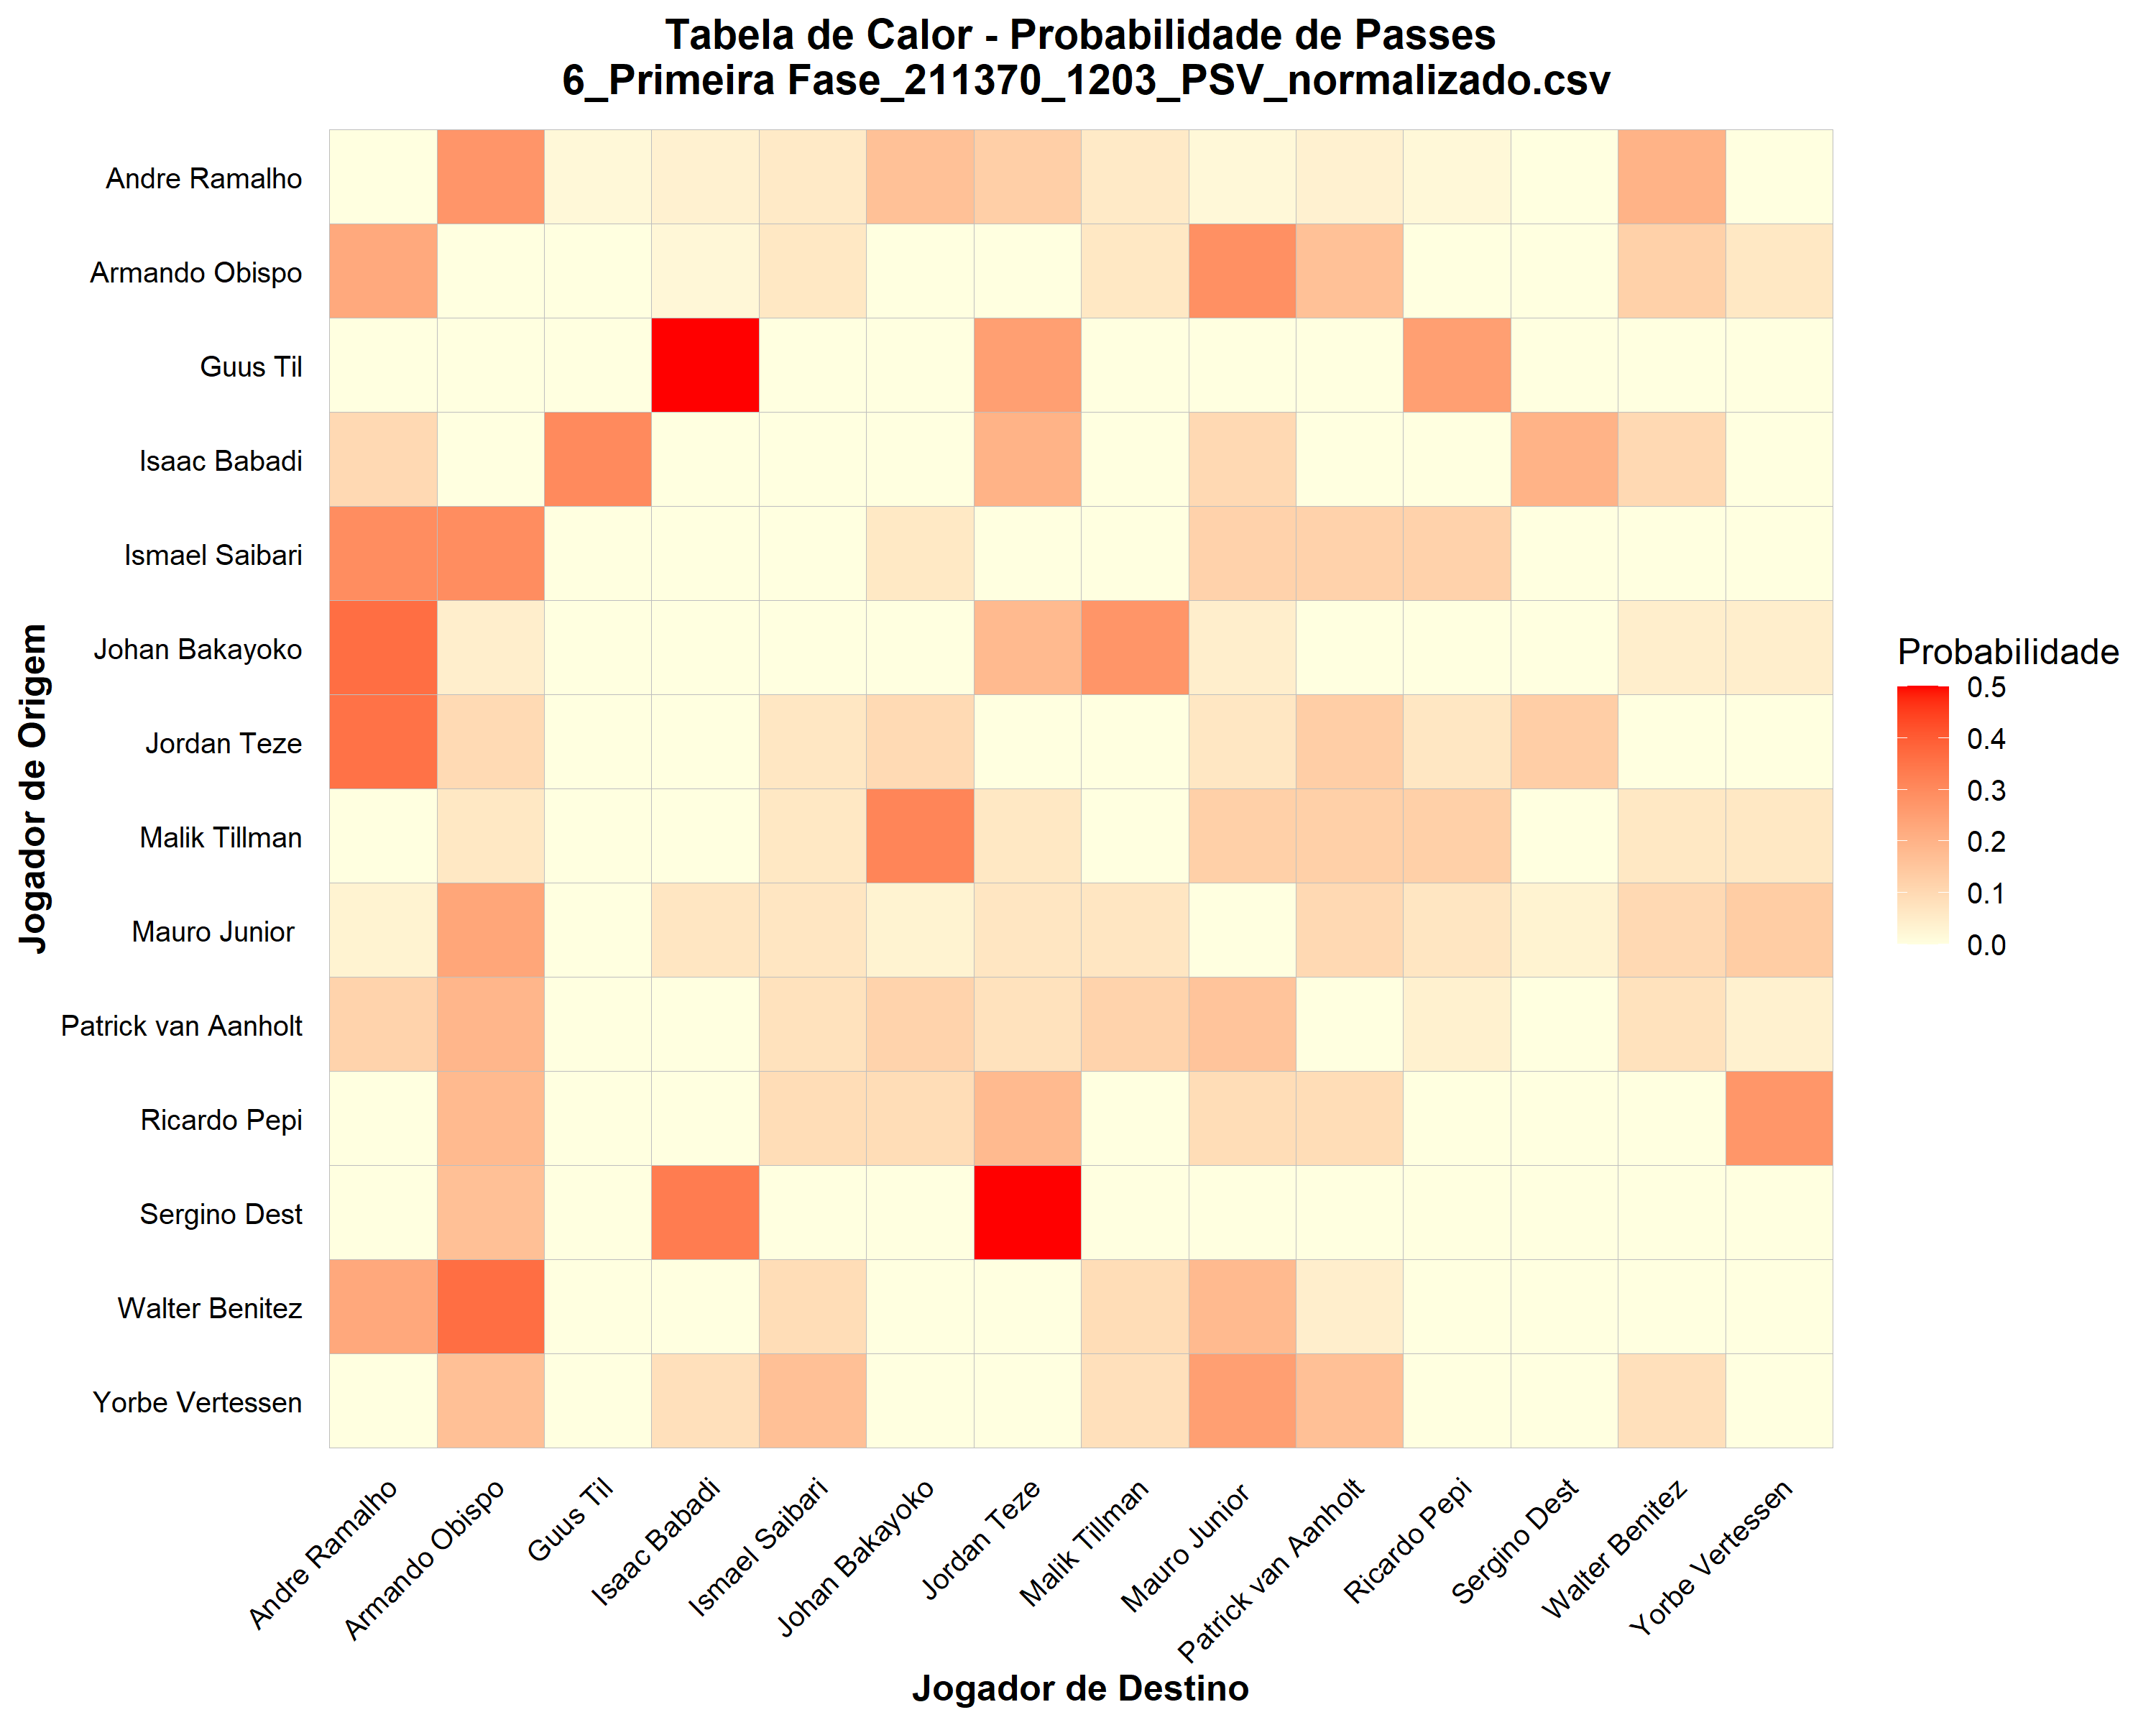 Tabela de Calor - Probabilidade de Passes
6_Primeira Fase_211370_1203_PSV_normalizado.csv
Jogador de Origem
Andre Ramalho
Armando Obispo
Guus Til
Isaac Babadi
Ismael Saibari
Johan Bakayoko
Jordan Teze
Malik Tillman
Mauro Junior
Patrick van Aanholt
Ricardo Pepi
Sergino Dest
Walter Benitez
Yorbe Vertessen
Andre Ramalho
Armando Obispo
Guus Til
Isaac Babadi
Ismael Saibari
Johan Bakayoko
Jordan Teze
Malik Tillman
Mauro Junior
Patrick van Aanholt
Ricardo Pepi
Sergino Dest
Walter Benitez
Yorbe Vertessen
Jogador de Destino
Probabilidade
0.5
0.4
0.3
0.2
0.1
0.0